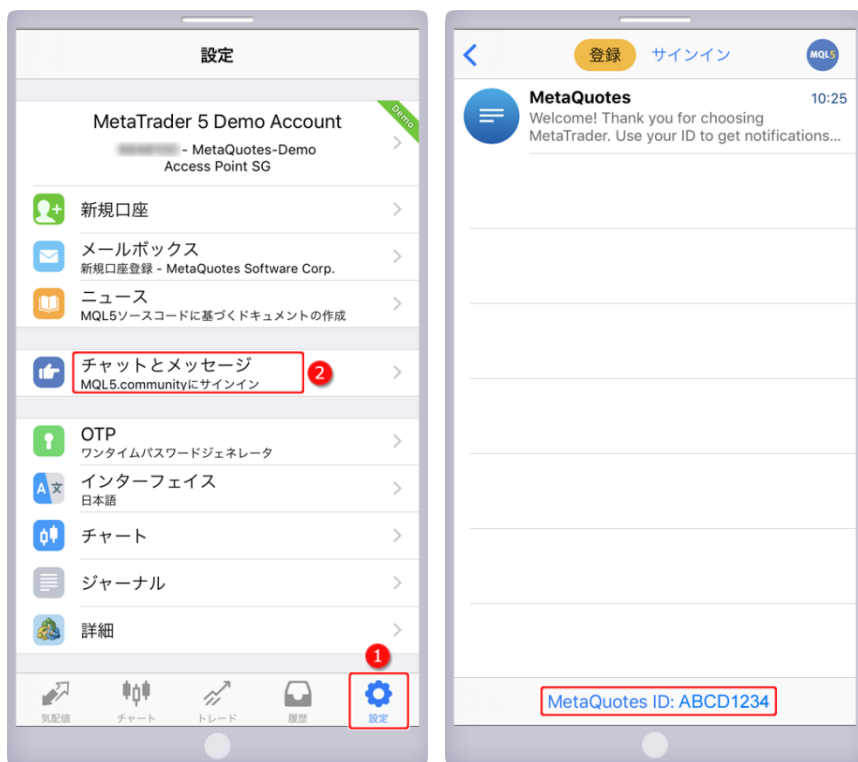 設定
MetaTrader 5 Demo Account
Demo
- MetaQuotes-Demo
Access Point SG
新規口座
メールボックス
新規口座登録 - MetaQuotes Software Corp.
ニュース
MQL5ソースコードに基づくドキュメントの作成
チャットとメッセージ
MQL5.communityにサインイン
2
OTP
ワンタイムパスワードジェネレータ
A 文
インターフェイス
日本語
チャート
ジャーナル
詳細
1
気配値
チャート
トレード
履歴
設定
登録
サインイン
MQL5
MetaQuotes
10:25
Welcome! Thank you for choosing
MetaTrader. Use your ID to get notifications...
MetaQuotes ID: ABCD1234